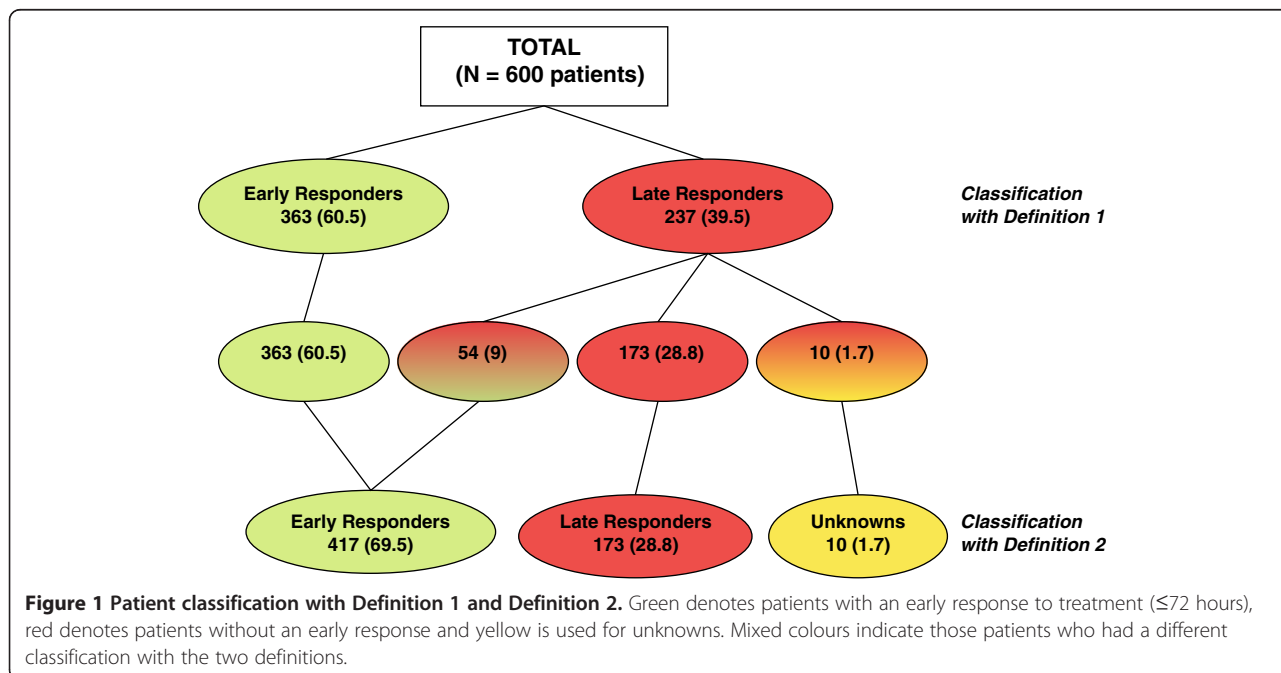 TOTAL
(N = 600 patients)
Early Responders
363 (60.5)
Late Responders
237 (39.5)
Classification
with Definition 1
363 (60.5)
54 (9)
173 (28.8)
10 (1.7)
Early Responders
417 (69.5)
Late Responders
173 (28.8)
Unknowns
10 (1.7)
Classification
with Definition 2
Figure 1 Patient classification with Definition 1 and Definition 2. Green denotes patients with an early response to treatment (≤72 hours),
red denotes patients without an early response and yellow is used for unknowns. Mixed colours indicate those patients who had a different
classification with the two definitions.